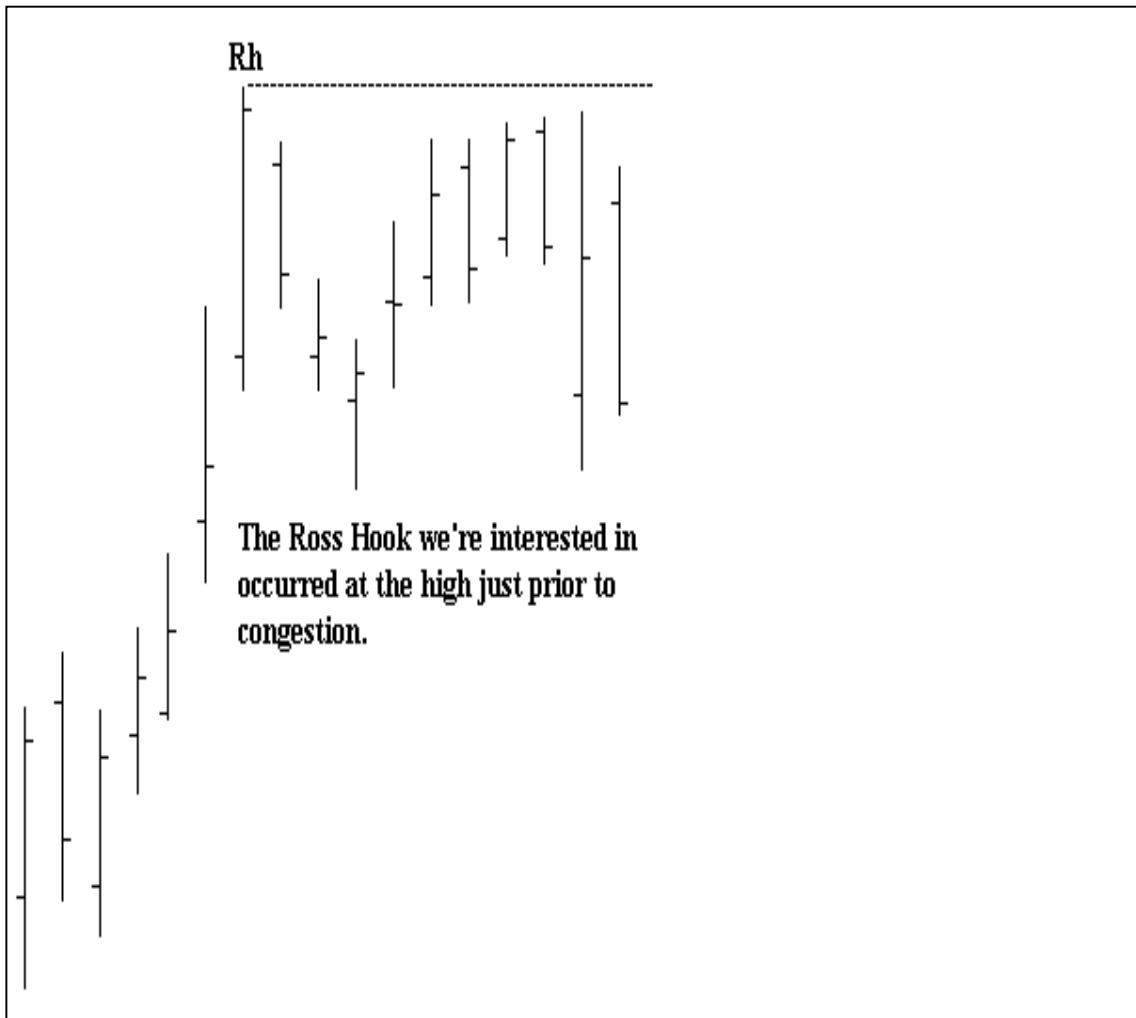 Rh
The Ross Hook we're interested in
occurred at the high just prior to
congestion.